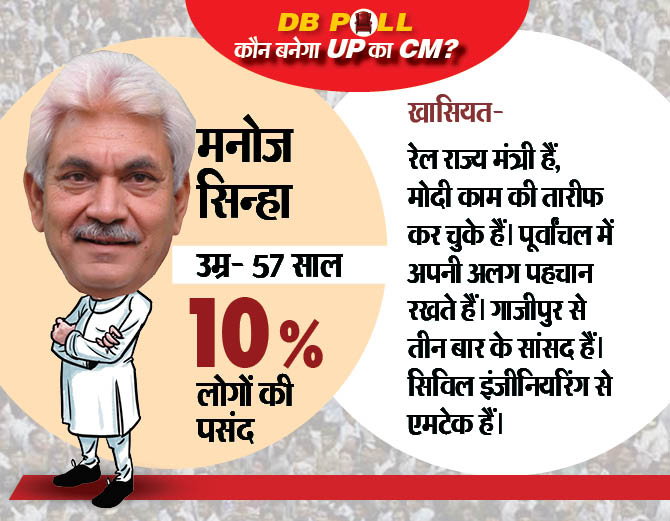 DB POLL
कौन बनेगा UP का CM?
मनोज
सिन्हा
उम्र- 57 साल
10%
लोगों की
पसंद
खासियत-
रेल राज्य मंत्री हैं,
मोदी काम की तारीफ
कर चुके हैं। पूर्वांचल में
अपनी अलग पहचान
रखते हैं। गाजीपुर से
तीन बार के सांसद हैं।
सिविल इंजीनियरिंग से
एमटेक हैं।